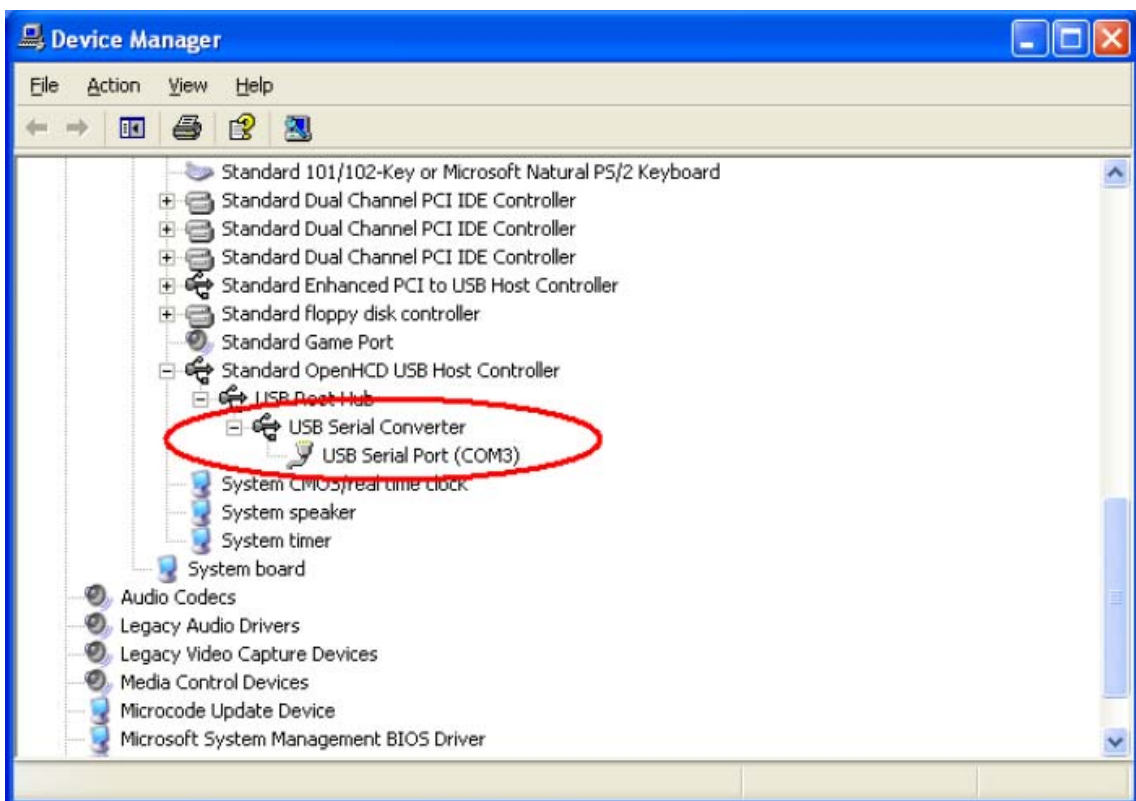 Device Manager
File Action View Help
Standard 101/102-Key or Microsoft Natural PS/2 Keyboard
Standard Dual Channel PCI IDE Controller
Standard Dual Channel PCI IDE Controller
Standard Dual Channel PCI IDE Controller
Standard Enhanced PCI to USB Host Controller
Standard floppy disk controller
Standard Game Port
Standard OpenHCD USB Host Controller
USB Root Hub
USB Serial Converter
USB Serial Port (COM3)
System CMOS/real time clock
System speaker
System timer
System board
Audio Codecs
Legacy Audio Drivers
Legacy Video Capture Devices
Media Control Devices
Microcode Update Device
Microsoft System Management BIOS Driver